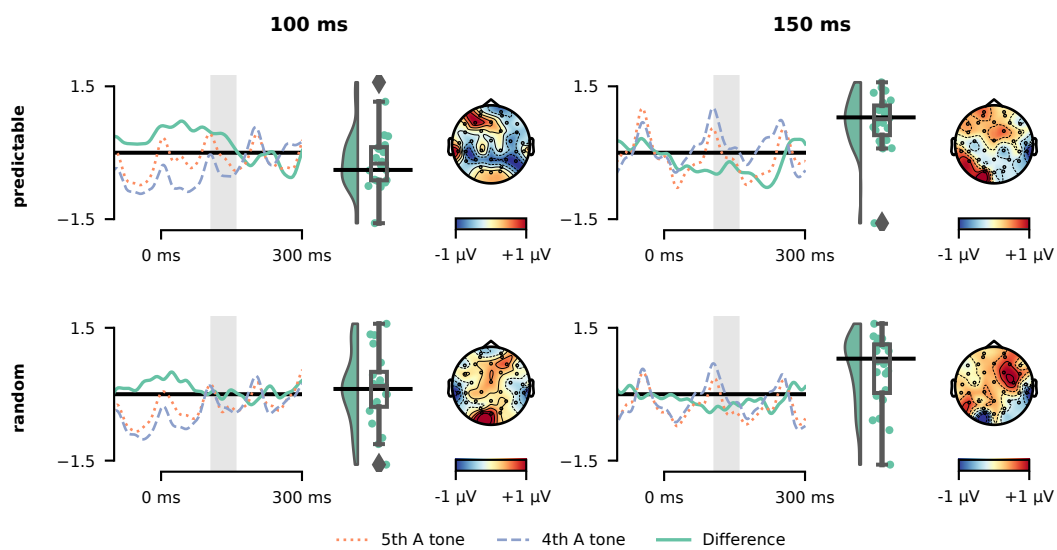 100 ms
150 ms
predictable
1.5
−1.5
0 ms
300 ms
-1 µV
+1 µV
1.5
−1.5
0 ms
300 ms
-1 µV
+1 µV
random
1.5
−1.5
0 ms
300 ms
-1 µV
+1 µV
1.5
−1.5
0 ms
300 ms
-1 µV
+1 µV
5th A tone
4th A tone
Difference